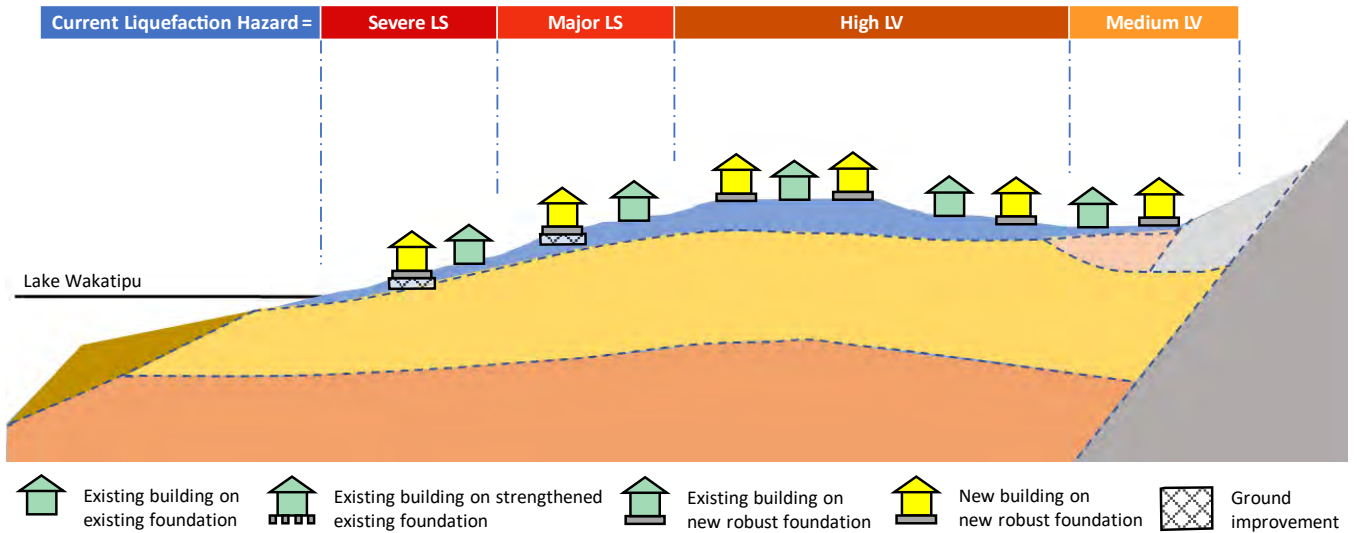 Current Liquefaction Hazard =
Severe LS
Major LS
High LV
Medium LV
Lake Wakatipu
Existing building on
existing foundation
Existing building on strengthened
existing foundation
Existing building on
new robust foundation
New building on
new robust foundation
Ground
improvement